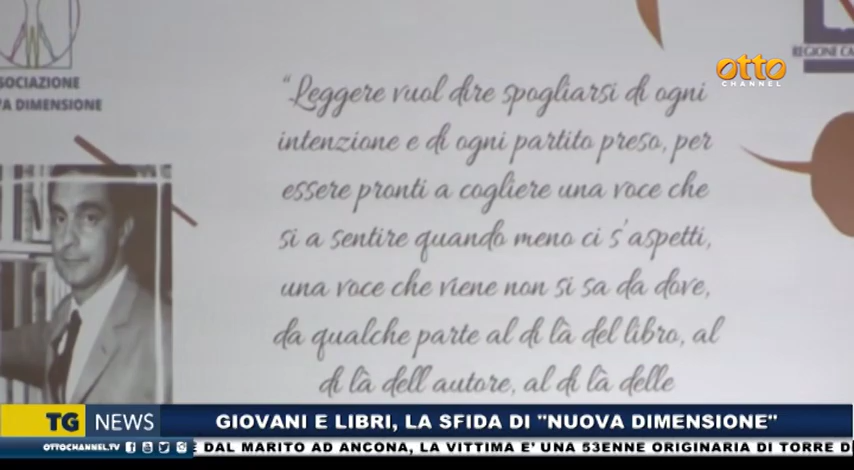 SOCIAZIONE
VA DIMENSIONE
REGIONE CA
otto
CHANNEL
"Leggere vuol dire spogliarsi di ogni
intenzione e di ogni partito preso, per
essere pronti a cogliere una voce che
si a sentire quando meno ci s'aspetti,
una voce che viene non si sa da dove,
da qualche parte al di là del libro, al
di là dell autore, al di là delle
TG NEWS
GIOVANI E LIBRI, LA SFIDA DI "NUOVA DIMENSIONE"
OTTOCHANNEL.TV
E DAL MARITO AD ANCONA, LA VITTIMA E' UNA 53ENNE ORIGINARIA DI TORRE D